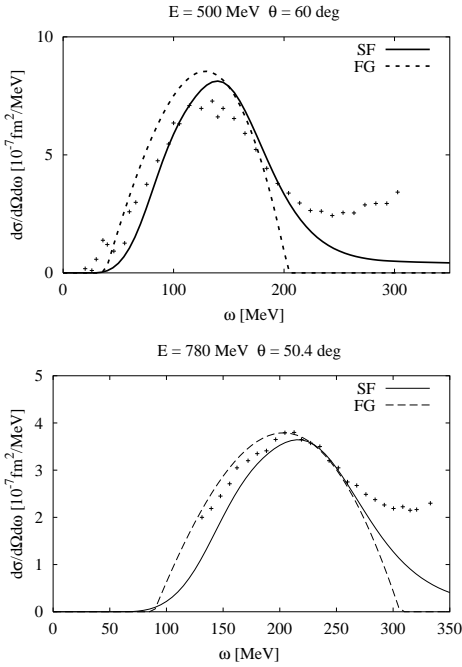 E = 500 MeV θ = 60 deg
SF
FG
10
5
0
0
100
200
300
dσ/dΩdω [10⁻⁷fm²/MeV]
ω [MeV]
E = 780 MeV θ = 50.4 deg
SF
FG
5
4
3
2
1
0
0
50
100
150
200
250
300
350
dσ/dΩdω [10⁻⁷fm²/MeV]
ω [MeV]